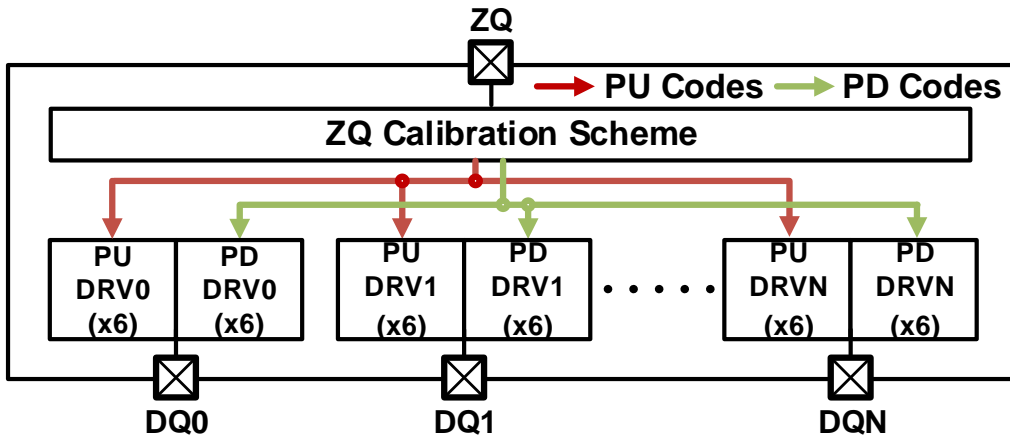 ZQ
PU Codes
PD Codes
ZQ Calibration Scheme
PU
DRV0
(x6)
PD
DRV0
(x6)
PU
DRV1
(x6)
PD
DRV1
(x6)
PU
DRVN
(x6)
PD
DRVN
(x6)
DQ0
DQ1
DQN